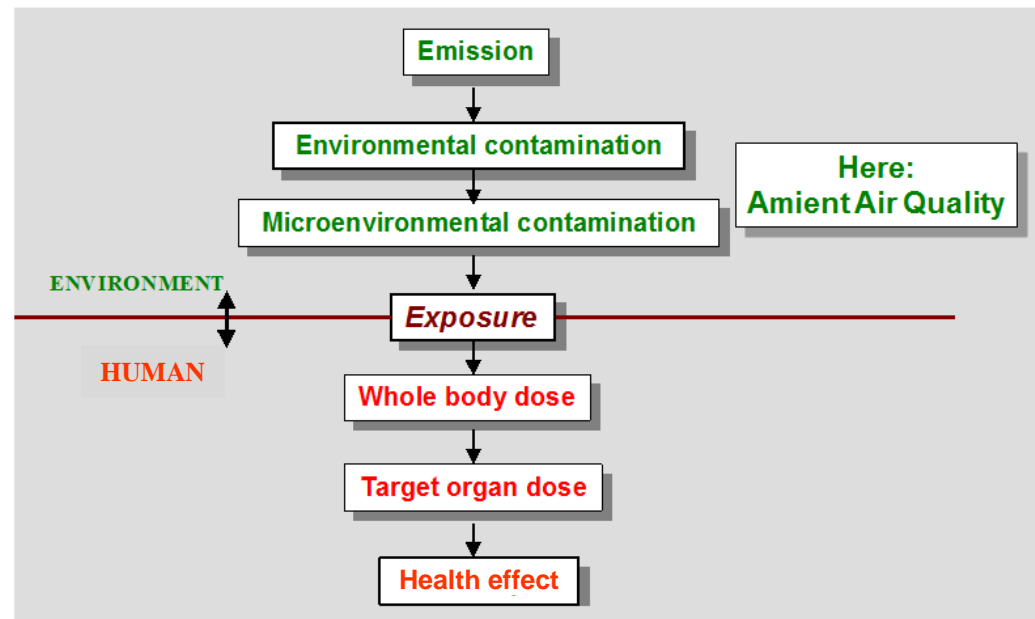 Emission
Environmental contamination
Here:
Amient Air Quality
Microenvironmental contamination
ENVIRONMENT
Exposure
HUMAN
Whole body dose
Target organ dose
Health effect